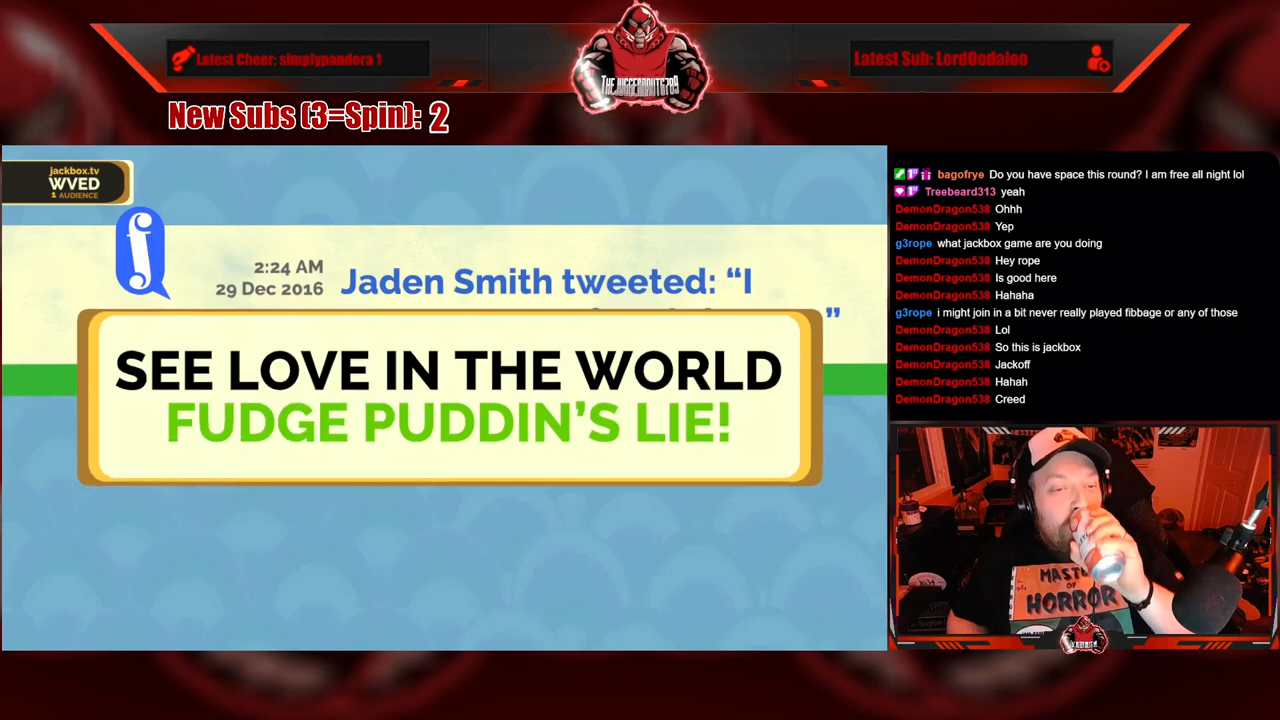 Latest Cheer: simplypandora 1
THEJUGGERNAUT6789
Latest Sub: LordOodaloo
New Subs (3=Spin): 2
jackbox.tv
WVED
1 AUDIENCE
2:24 AM
29 Dec 2016
Jaden Smith tweeted: “I
”
SEE LOVE IN THE WORLD
FUDGE PUDDIN’S LIE!
bagofrye Do you have space this round? I am free all night lol
Treebeard313 yeah
DemonDragon538 Ohhh
DemonDragon538 Yep
g3rope what jackbox game are you doing
DemonDragon538 Hey rope
DemonDragon538 Is good here
DemonDragon538 Hahaha
g3rope i might join in a bit never really played fibbage or any of those
DemonDragon538 Lol
DemonDragon538 So this is jackbox
DemonDragon538 Jackoff
DemonDragon538 Hahah
DemonDragon538 Creed
MASTERS
OF
HORROR